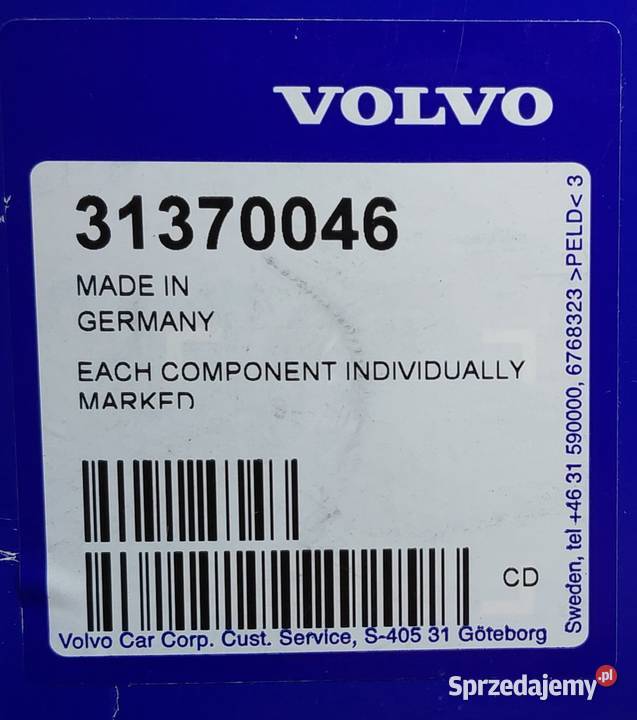 VOLVO
31370046
MADE IN
GERMANY
EACH COMPONENT INDIVIDUALLY
MARKED
CD
Volvo Car Corp. Cust. Service, S-405 31 Göteborg
Sweden, tel +46 31 590000, 6768323 >PELD< 3
Sprzedajemy.pl